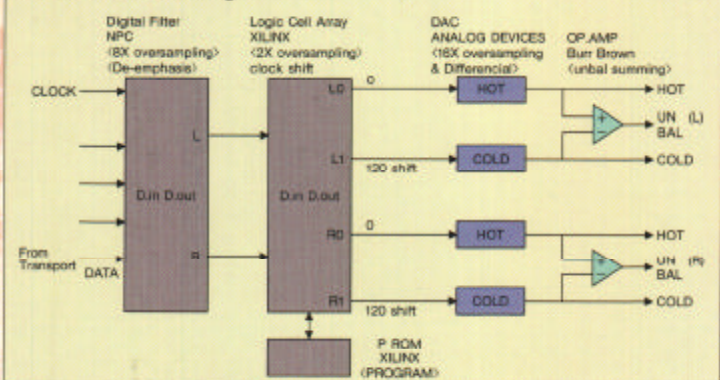 Digital Filter
NPC
<8X oversampling>
<De-emphasis>
Logic Cell Array
XILINX
<2X oversampling>
clock shift
DAC
ANALOG DEVICES
<16X oversampling
& Differencial>
OP.AMP
Burr Brown
<unbal summing>
CLOCK
L
L0
0
HOT
HOT
+
-
UN (L)
BAL
L1
120 shift
COLD
COLD
D.in D.out
D.in D.out
R0
0
HOT
HOT
From
Transport
DATA
R
+
-
UN (R)
BAL
R1
120 shift
COLD
COLD
P ROM
XILINX
<PROGRAM>